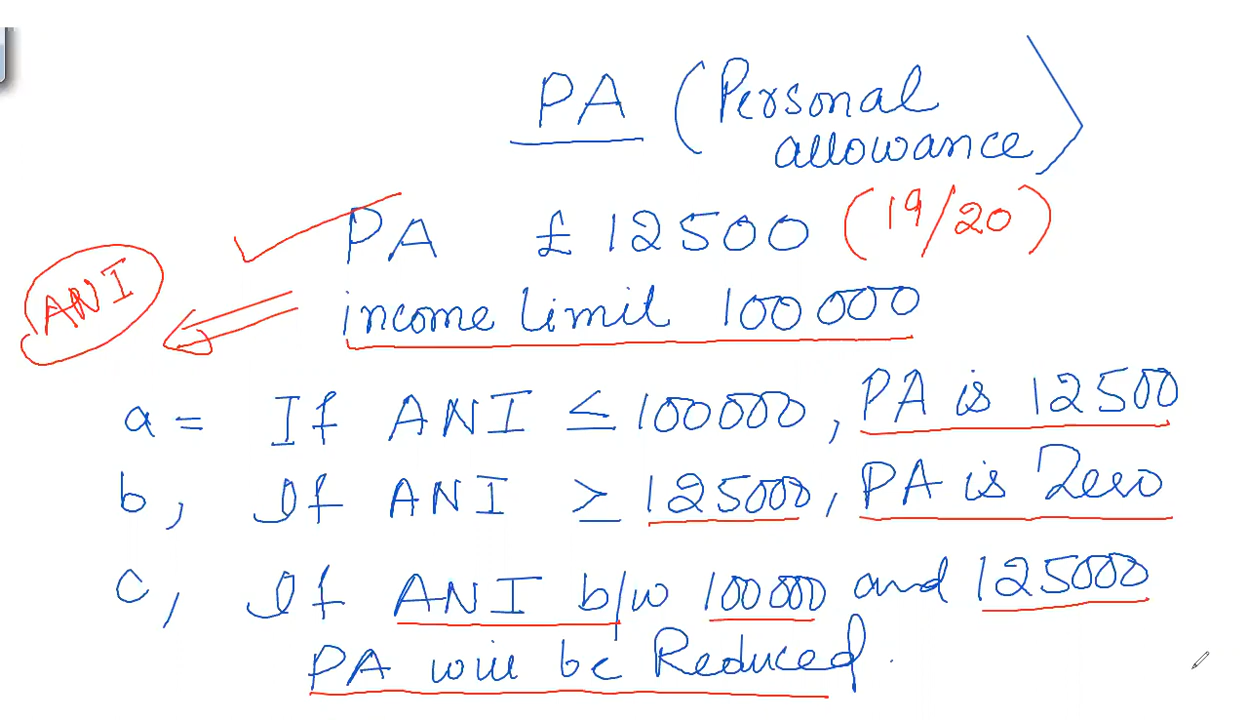 PA (Personal
allowance)
PA £ 12500 (19/20)
ANI
income limit 100000
a = If ANI ≤ 100000, PA is 12500
b, If ANI ≥ 125000, PA is Zero
c, If ANI b/w 100000 and 125000
PA will be Reduced.